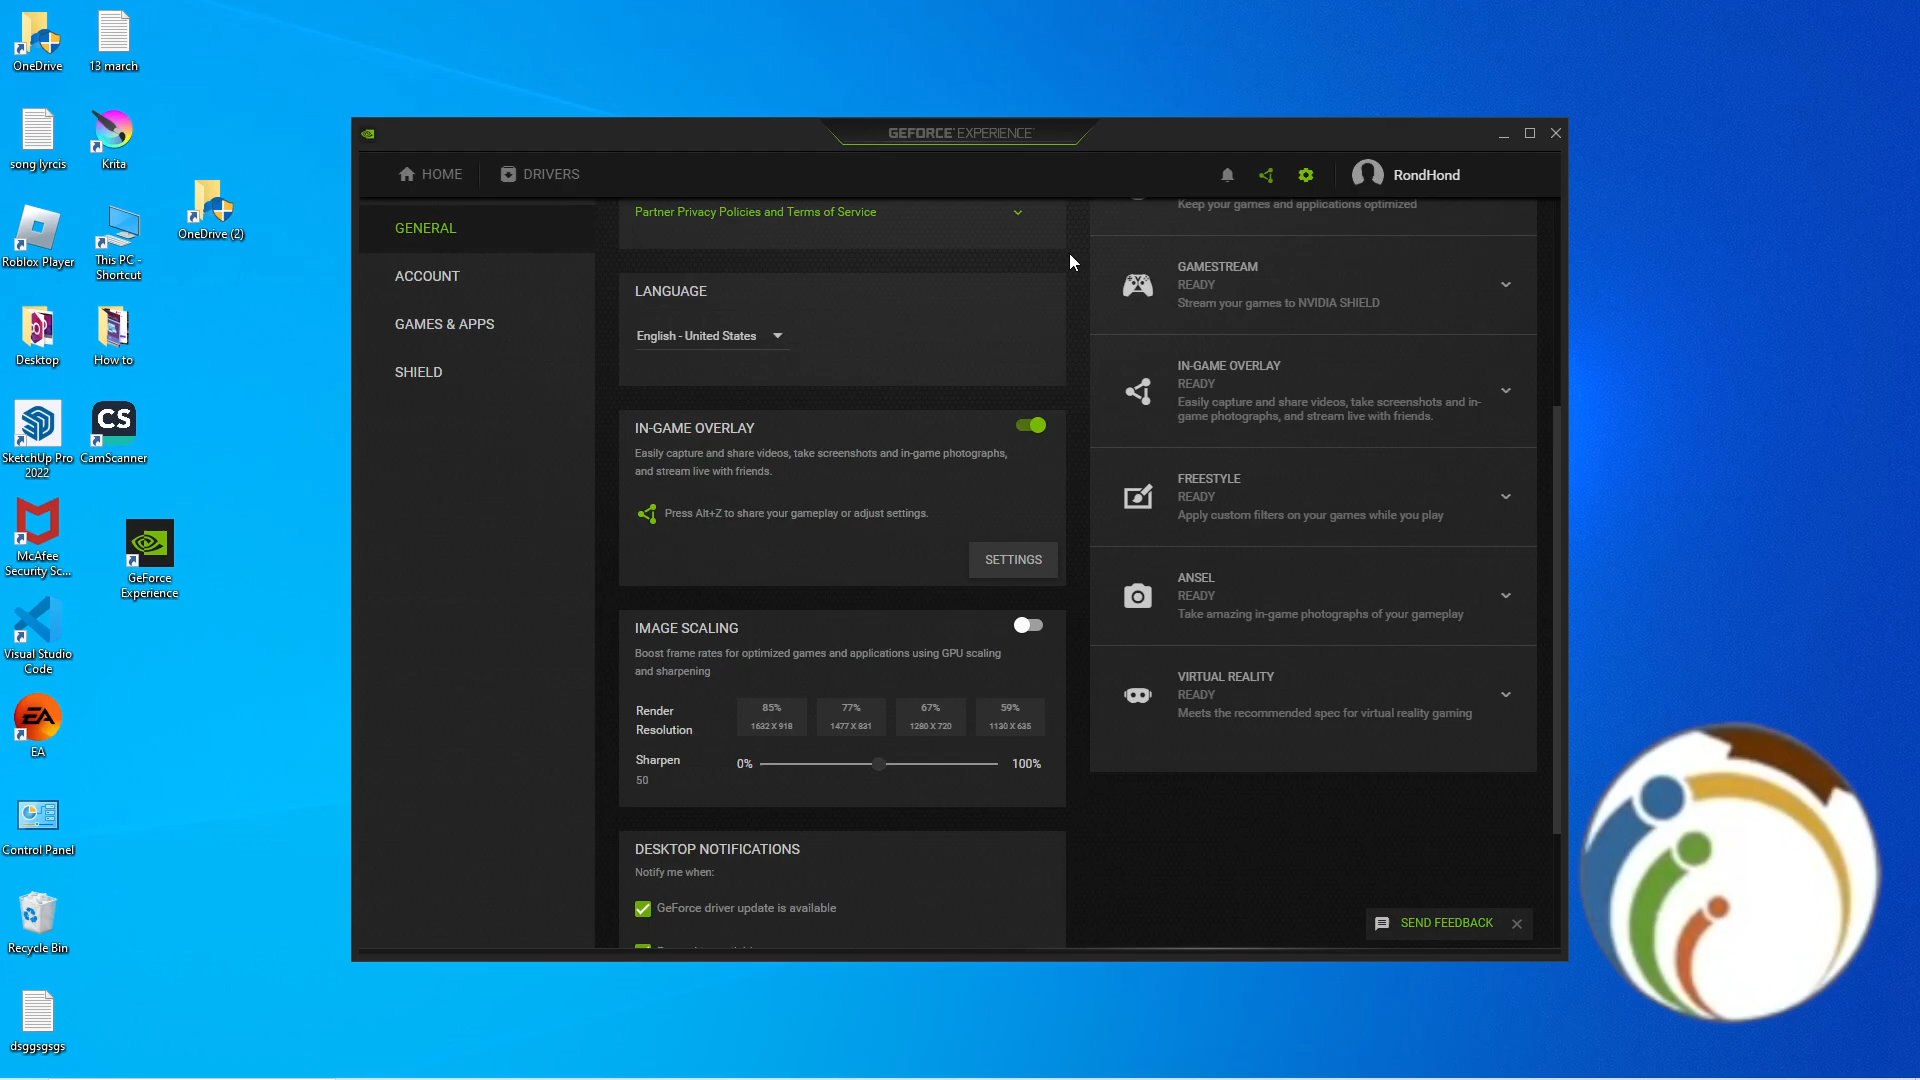 OneDrive
13 march
song lyrcis
Krita
OneDrive (2)
Roblox Player
This PC -
Shortcut
Desktop
How to
SketchUp Pro
2022
CS
CamScanner
McAfee
Security Sc...
GeForce
Experience
Visual Studio
Code
EA
EA
Control Panel
Recycle Bin
dsggsgsgs
GEFORCE EXPERIENCE
HOME
DRIVERS
RondHond
GENERAL
ACCOUNT
GAMES & APPS
SHIELD
Partner Privacy Policies and Terms of Service
LANGUAGE
English - United States
IN-GAME OVERLAY
Easily capture and share videos, take screenshots and in-game photographs,
and stream live with friends.
Press Alt+Z to share your gameplay or adjust settings.
SETTINGS
IMAGE SCALING
Boost frame rates for optimized games and applications using GPU scaling
and sharpening
Render
Resolution
85%
1632 X 918
77%
1477 X 831
67%
1280 X 720
59%
1130 X 635
Sharpen
50
0%
100%
DESKTOP NOTIFICATIONS
Notify me when:
GeForce driver update is available
Keep your games and applications optimized
GAMESTREAM
READY
Stream your games to NVIDIA SHIELD
IN-GAME OVERLAY
READY
Easily capture and share videos, take screenshots and in-
game photographs, and stream live with friends.
FREESTYLE
READY
Apply custom filters on your games while you play
ANSEL
READY
Take amazing in-game photographs of your gameplay
VIRTUAL REALITY
READY
Meets the recommended spec for virtual reality gaming
SEND FEEDBACK